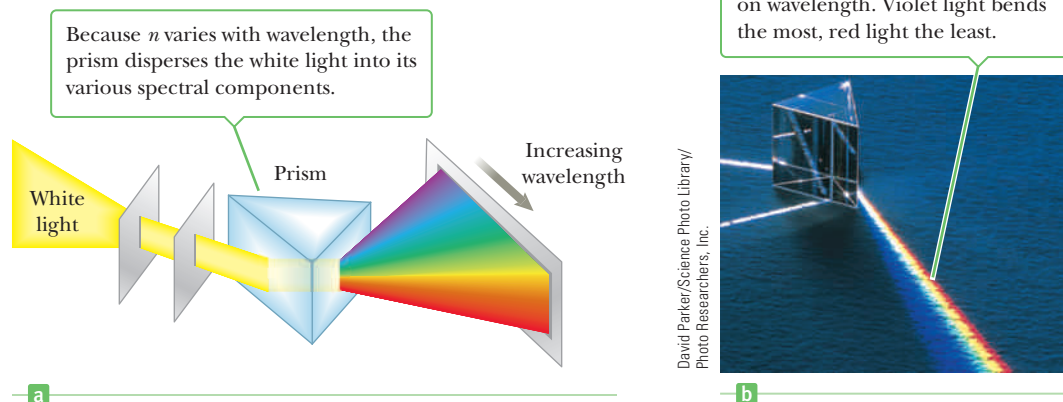 Because n varies with wavelength, the
prism disperses the white light into its
various spectral components.
White
light
Prism
Increasing
wavelength
a
on wavelength. Violet light bends
the most, red light the least.
David Parker/Science Photo Library/
Photo Researchers, Inc.
b